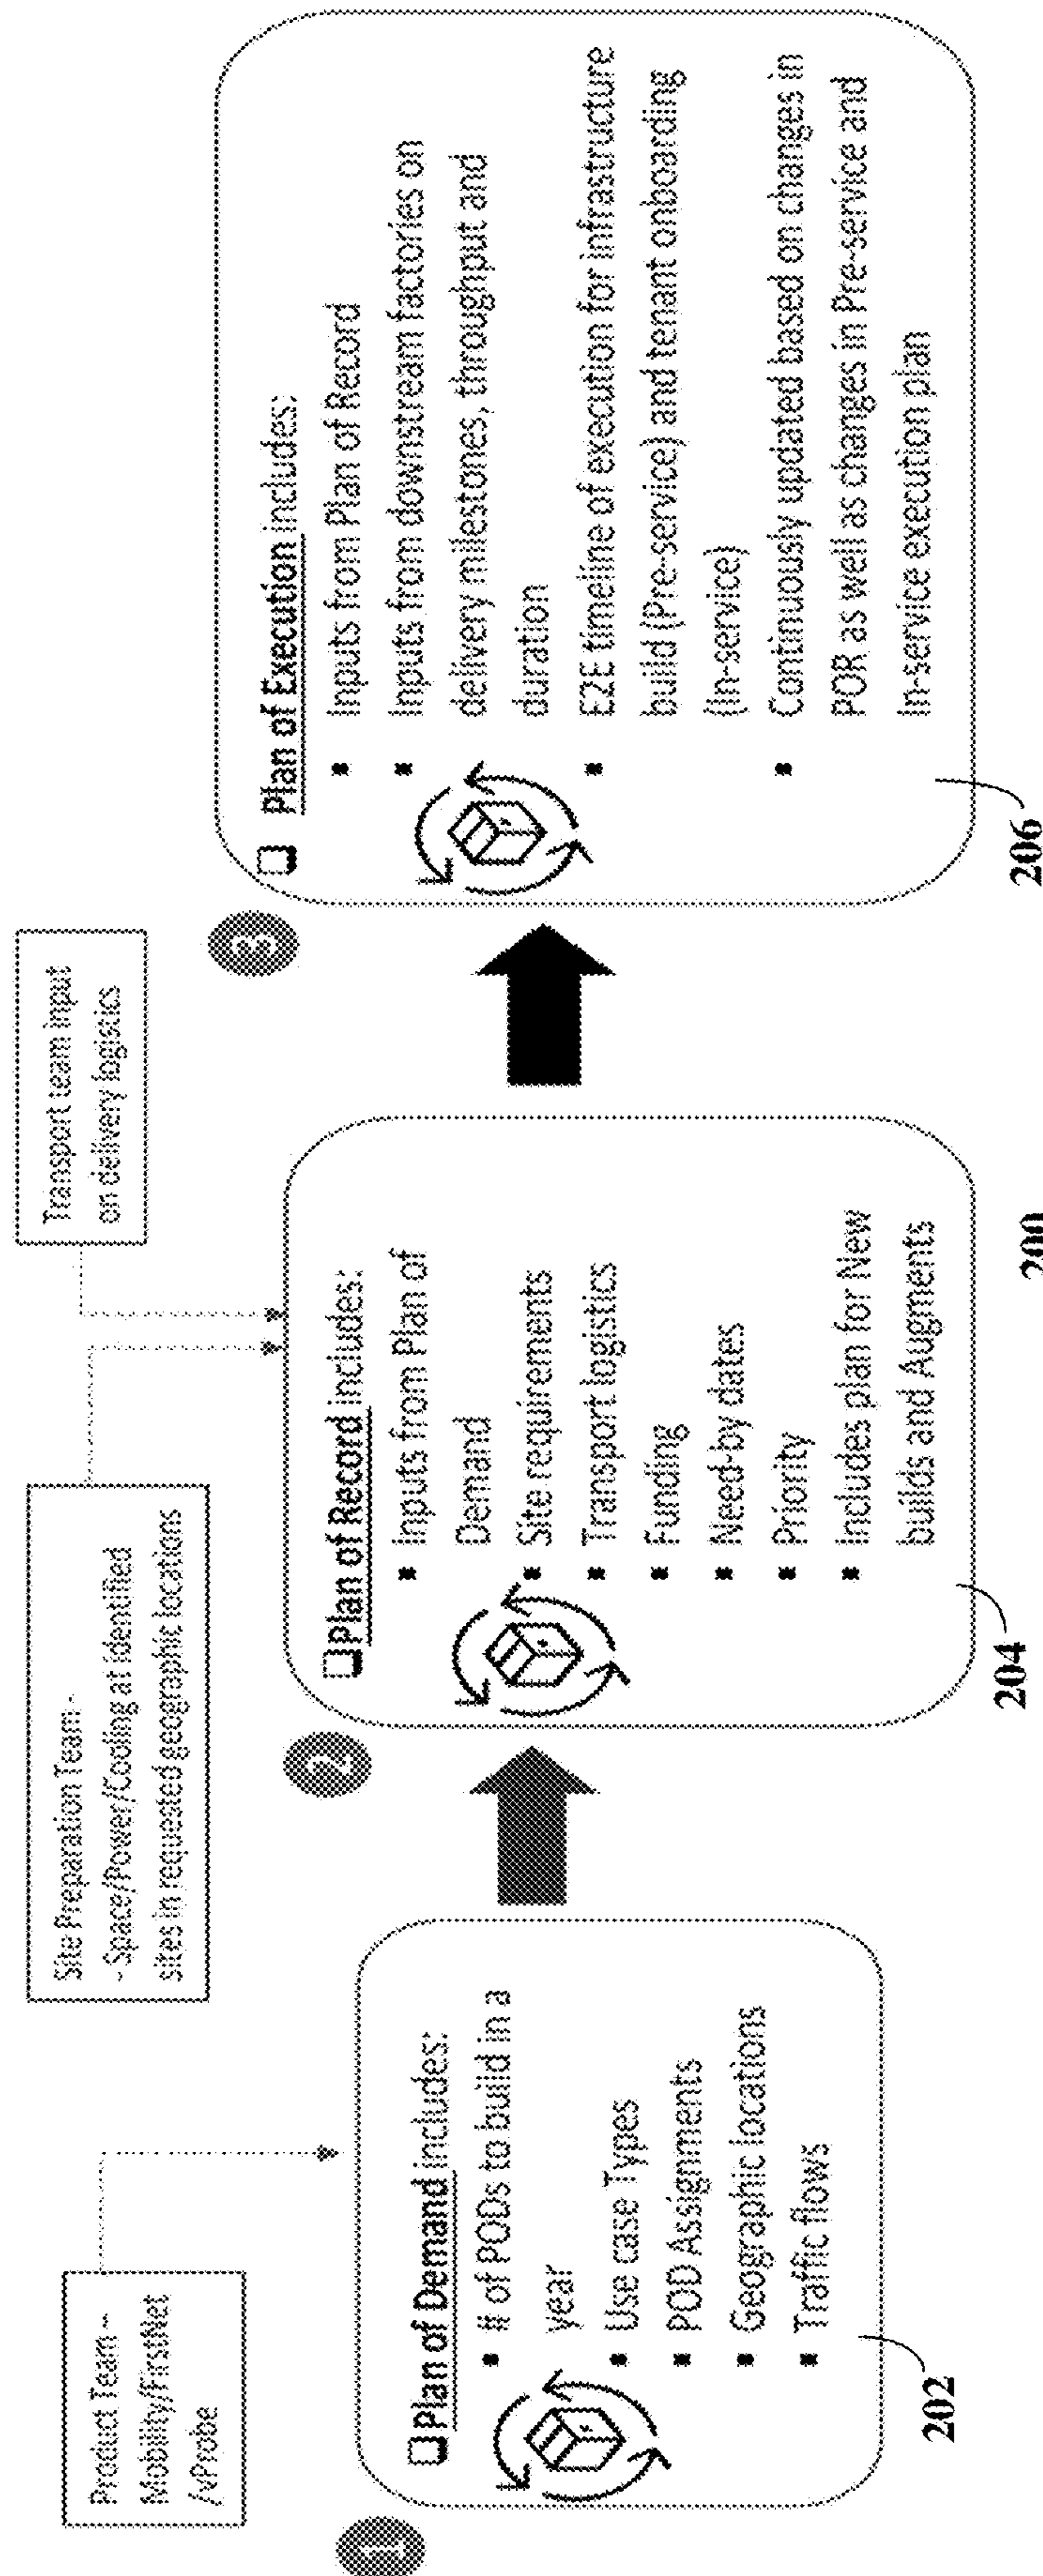 Product Team –
Mobility/FirstNet
/vProbe
1
Plan of Demand includes:
# of PODs to build in a
year
Use case Types
POD Assignments
Geographic locations
Traffic flows
202
Site Preparation Team -
- Space/Power/Cooling at identified
sites in requested geographic locations
Transport team input
on delivery logistics
2
Plan of Record includes:
Inputs from Plan of
Demand
Site requirements
Transport logistics
Funding
Need-by dates
Priority
Includes plan for New
builds and Augments
204
3
Plan of Execution includes:
Inputs from Plan of Record
Inputs from downstream factories on
delivery milestones, throughput and
duration
E2E timeline of execution for infrastructure
build (Pre-service) and tenant onboarding
(In-service)
Continuously updated based on changes in
POR as well as changes in Pre-service and
In-service execution plan
206
200